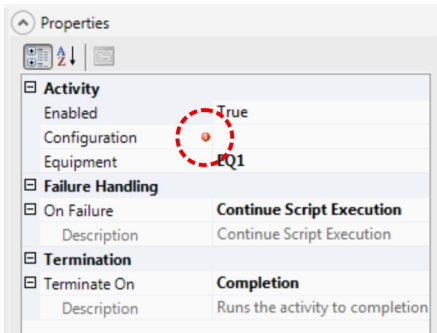 Properties
Activity
Enabled True
Configuration
Equipment EQ1
Failure Handling
On Failure Continue Script Execution
Description Continue Script Execution
Termination
Terminate On Completion
Description Runs the activity to completion